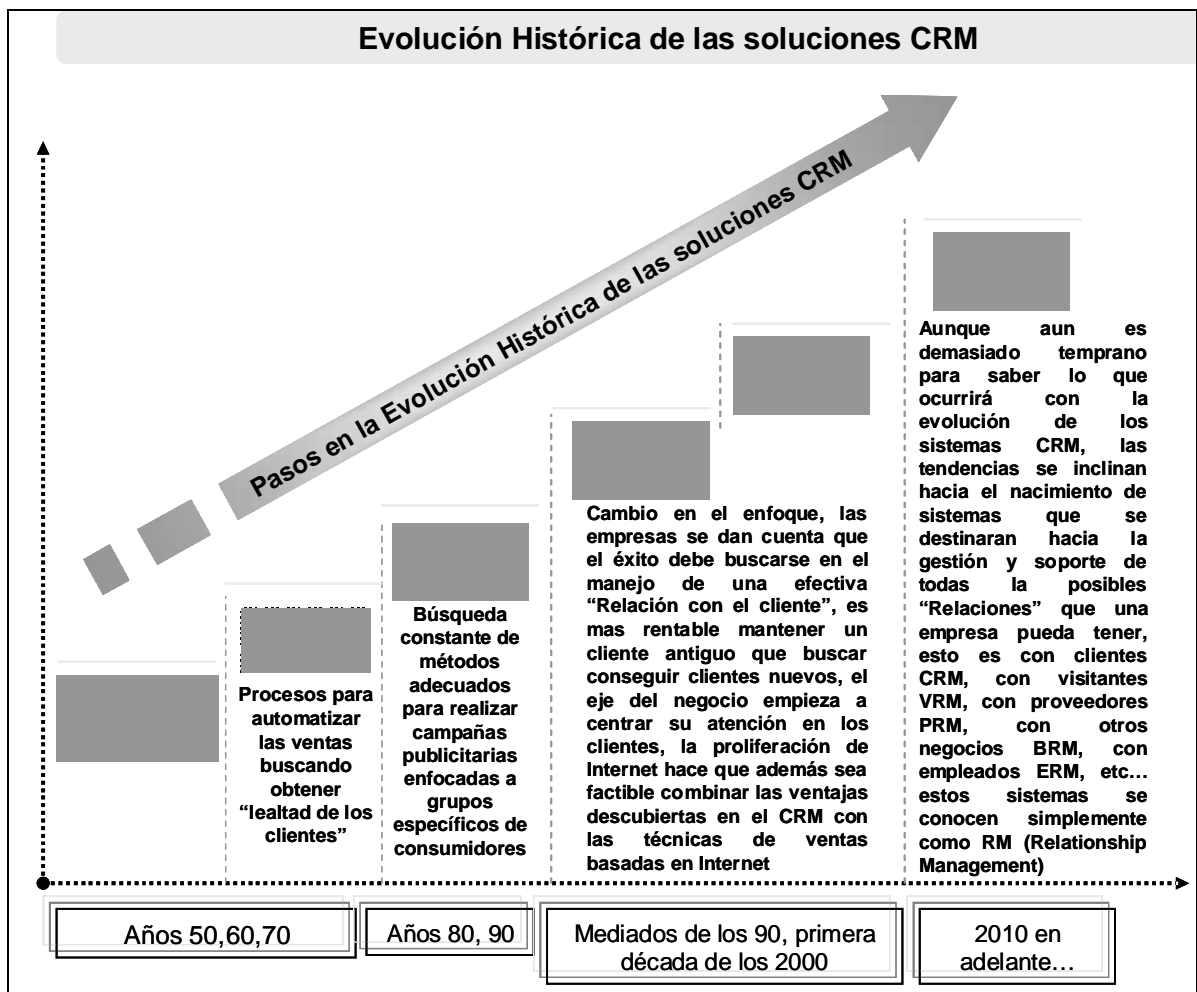 Evolución Histórica de las soluciones CRM
Pasos en la Evolución Histórica de las soluciones CRM
Procesos para
automatizar
las ventas
buscando
obtener
“lealtad de los
clientes”
Búsqueda
constante de
métodos
adecuados
para realizar
campañas
publicitarias
enfocadas a
grupos
específicos de
consumidores
Cambio en el enfoque, las
empresas se dan cuenta que
el éxito debe buscarse en el
manejo de una efectiva
“Relación con el cliente”, es
mas rentable mantener un
cliente antiguo que buscar
conseguir clientes nuevos, el
eje del negocio empieza a
centrar su atención en los
clientes, la proliferación de
Internet hace que además sea
factible combinar las ventajas
descubiertas en el CRM con
las técnicas de ventas
basadas en Internet
Aunque aun es
demasiado temprano
para saber lo que
ocurrirá con la
evolución de los
sistemas CRM, las
tendencias se inclinan
hacia el nacimiento de
sistemas que se
destinaran hacia la
gestión y soporte de
todas la posibles
“Relaciones” que una
empresa pueda tener,
esto es con clientes
CRM, con visitantes
VRM, con proveedores
PRM, con otros
negocios BRM, con
empleados ERM, etc…
estos sistemas se
conocen simplemente
como RM (Relationship
Management)
Años 50,60,70
Años 80, 90
Mediados de los 90, primera
década de los 2000
2010 en
adelante…